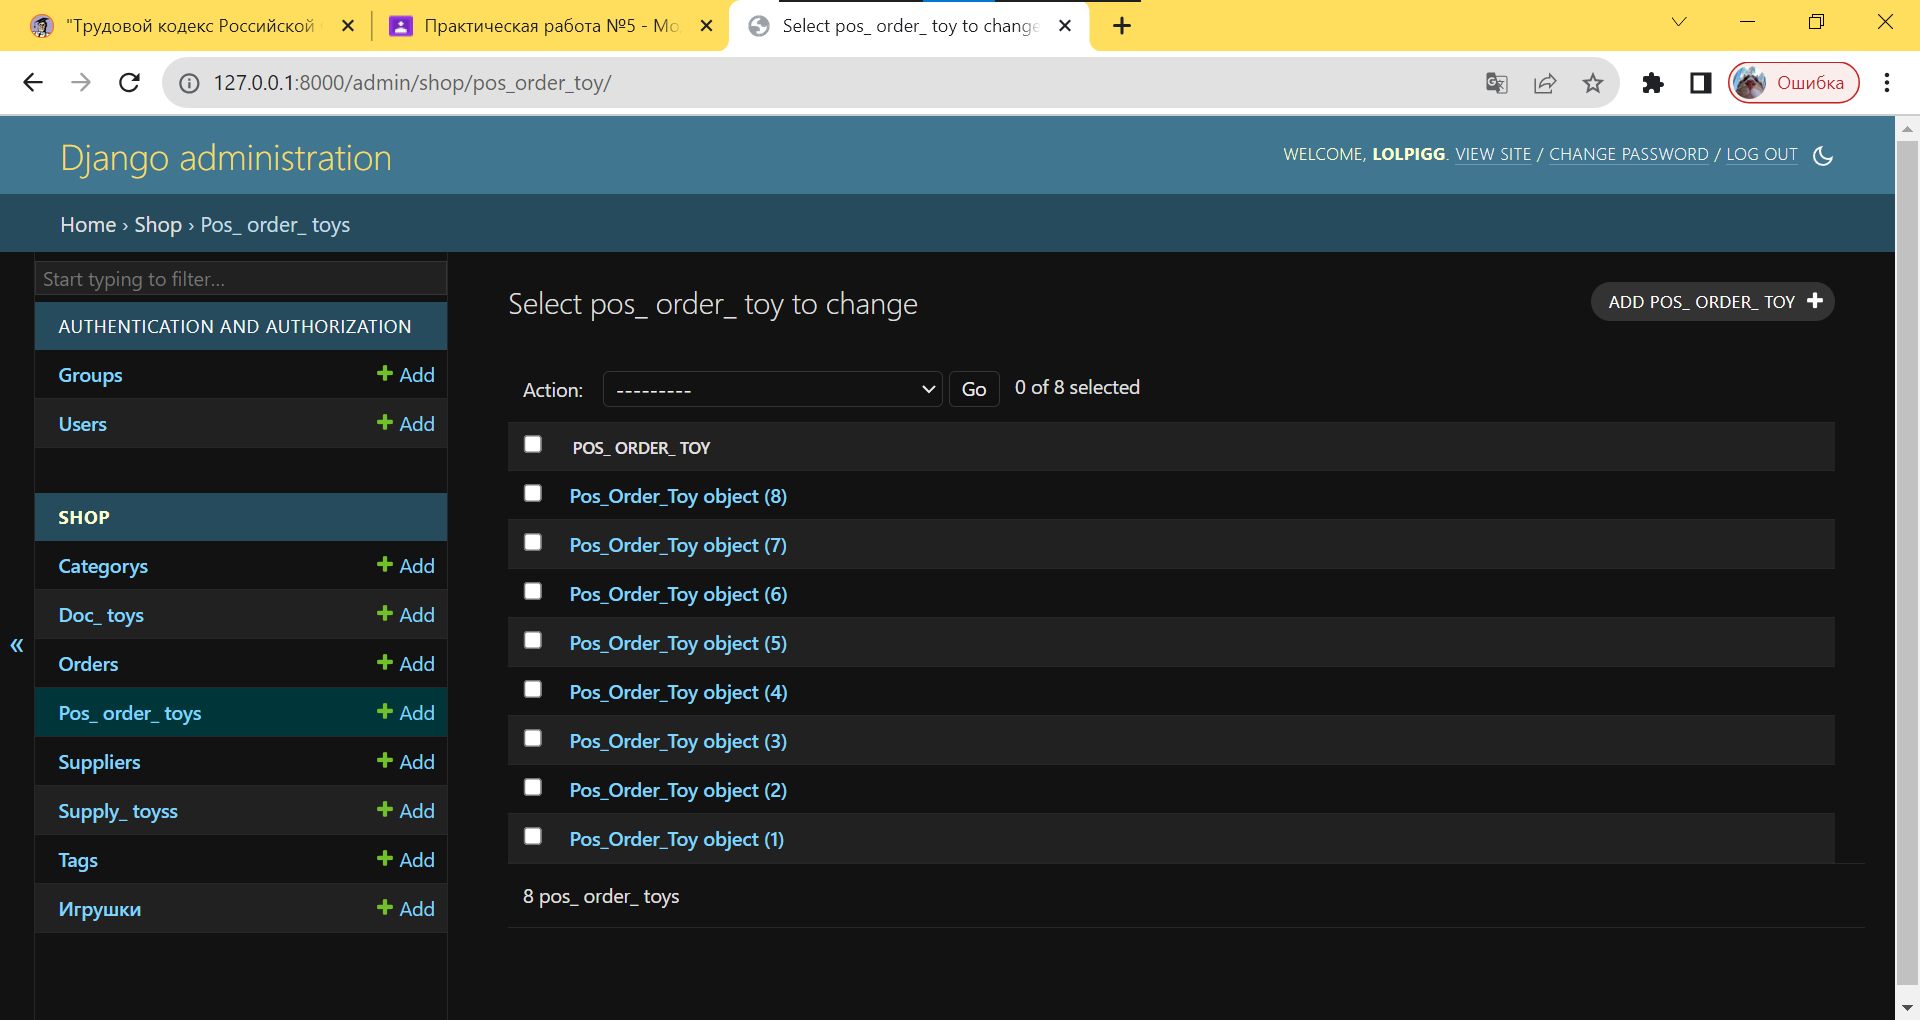 "Трудовой кодекс Российской
Практическая работа №5 - Мо
Select pos_ order_ toy to change
127.0.0.1:8000/admin/shop/pos_order_toy/
Ошибка
Django administration
WELCOME, LOLPIGG. VIEW SITE / CHANGE PASSWORD / LOG OUT
Home › Shop › Pos_ order_ toys
Start typing to filter...
AUTHENTICATION AND AUTHORIZATION
Groups + Add
Users + Add
SHOP
Categorys + Add
Doc_ toys + Add
Orders + Add
Pos_ order_ toys + Add
Suppliers + Add
Supply_ toyss + Add
Tags + Add
Игрушки + Add
«
Select pos_ order_ toy to change
ADD POS_ ORDER_ TOY +
Action: --------- Go 0 of 8 selected
POS_ ORDER_ TOY
Pos_Order_Toy object (8)
Pos_Order_Toy object (7)
Pos_Order_Toy object (6)
Pos_Order_Toy object (5)
Pos_Order_Toy object (4)
Pos_Order_Toy object (3)
Pos_Order_Toy object (2)
Pos_Order_Toy object (1)
8 pos_ order_ toys